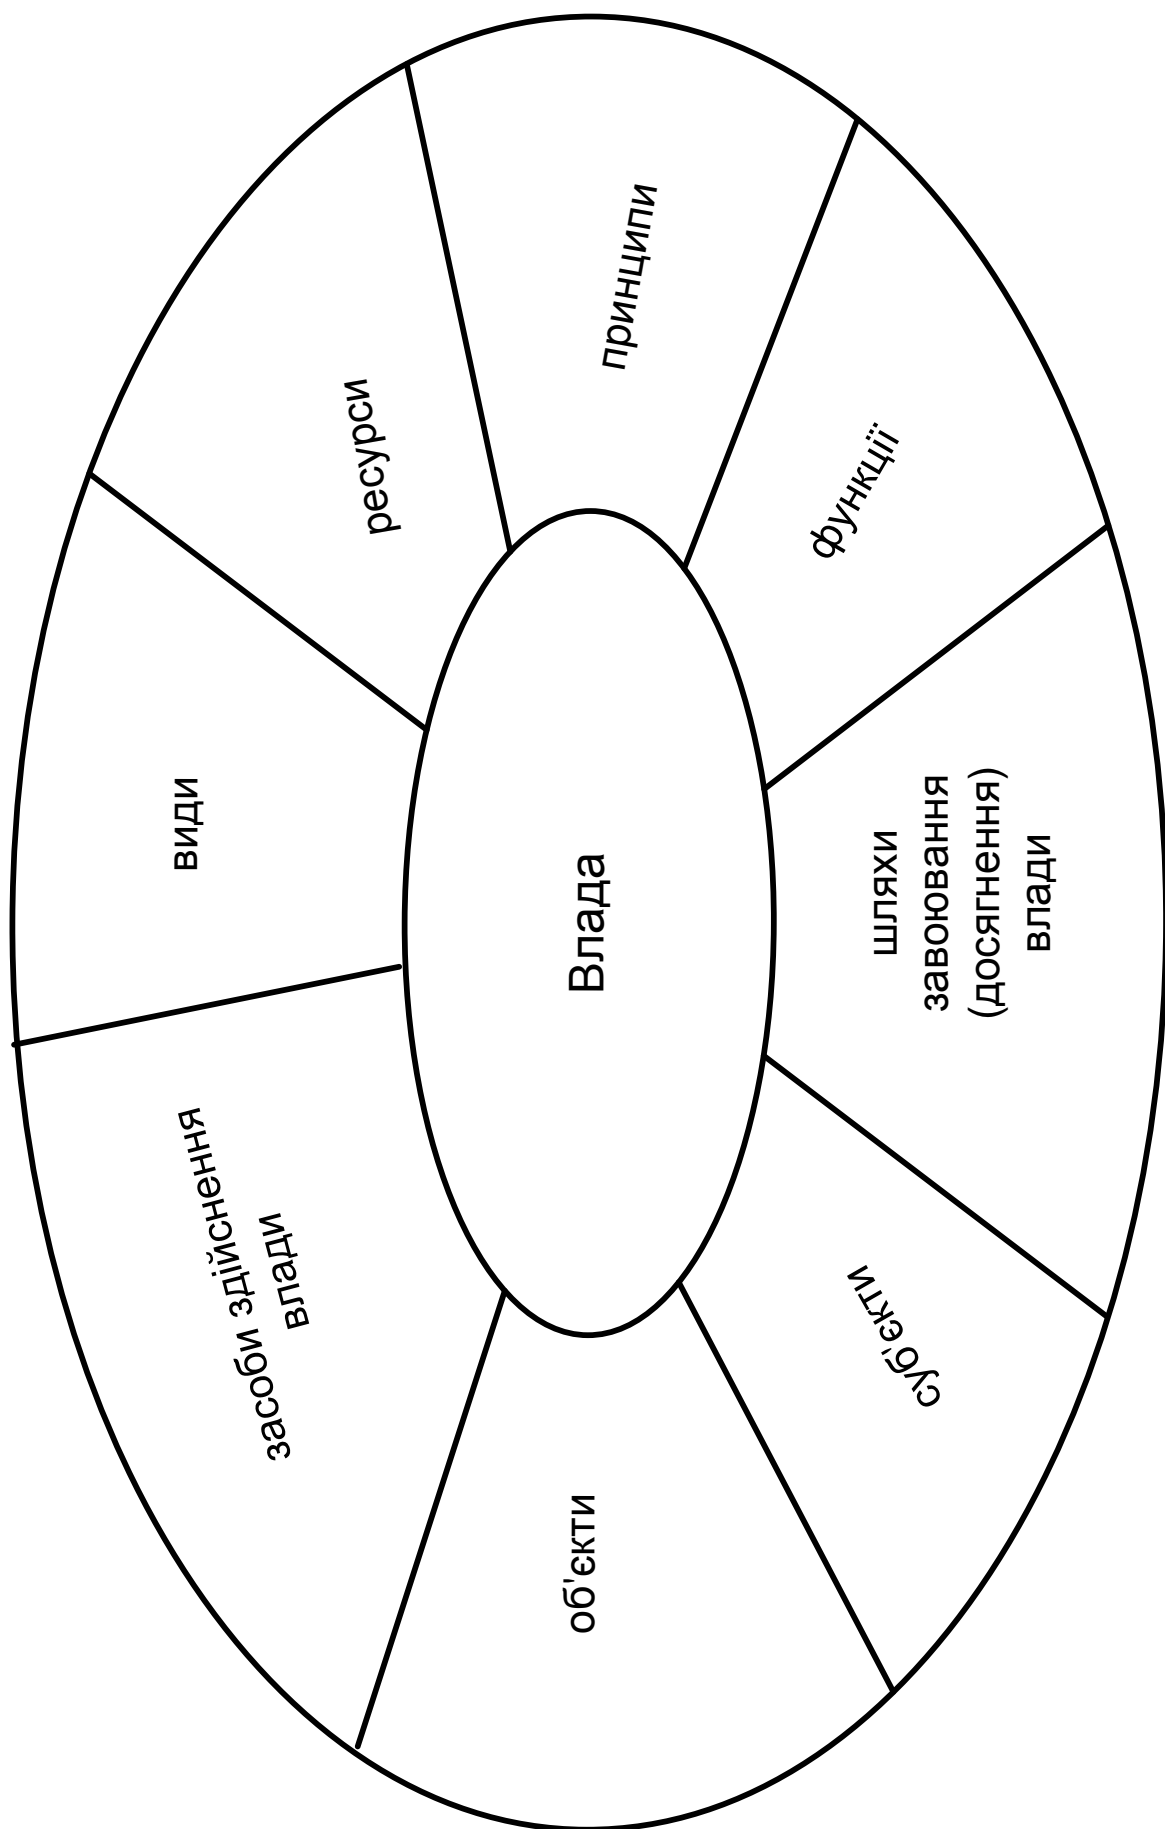 Влада
види
ресурси
принципи
функції
шляхи
завоювання
(досягнення)
влади
суб'єкти
об'єкти
засоби здійснення
влади